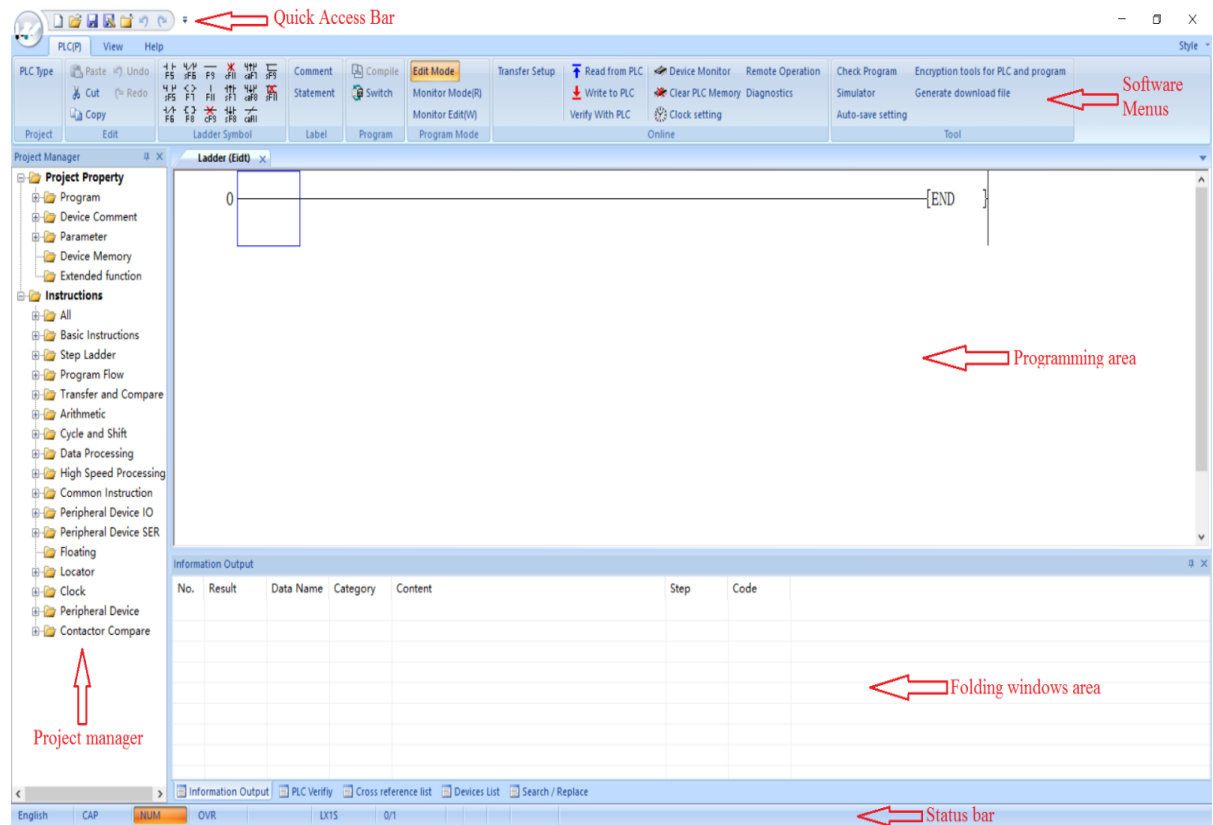 Quick Access Bar
PLC(P) View Help Style
PLC Type Paste Undo F5 sF5 F9 cF10 Comment Compile Edit Mode Transfer Setup Read from PLC Device Monitor Remote Operation Check Program Encryption tools for PLC and program
Cut Redo Statement Switch Monitor Mode(R) Write to PLC Clear PLC Memory Diagnostics Simulator Generate download file
Copy Monitor Edit(W) Verify With PLC Clock setting Auto-save setting
Software
Menus
Project Edit Ladder Symbol Label Program Program Mode Online Tool
Project Manager
Ladder (Eidt)
Project Property
Program
Device Comment
Parameter
Device Memory
Extended function
Instructions
All
Basic Instructions
Step Ladder
Program Flow
Transfer and Compare
Arithmetic
Cycle and Shift
Data Processing
High Speed Processing
Common Instruction
Peripheral Device IO
Peripheral Device SER
Floating
Locator
Clock
Peripheral Device
Contactor Compare
Project manager
0 [END ]
Programming area
Information Output
No. Result Data Name Category Content Step Code
Folding windows area
Information Output PLC Verifiy Cross reference list Devices List Search / Replace
English CAP NUM OVR LX1S 0/1
Status bar